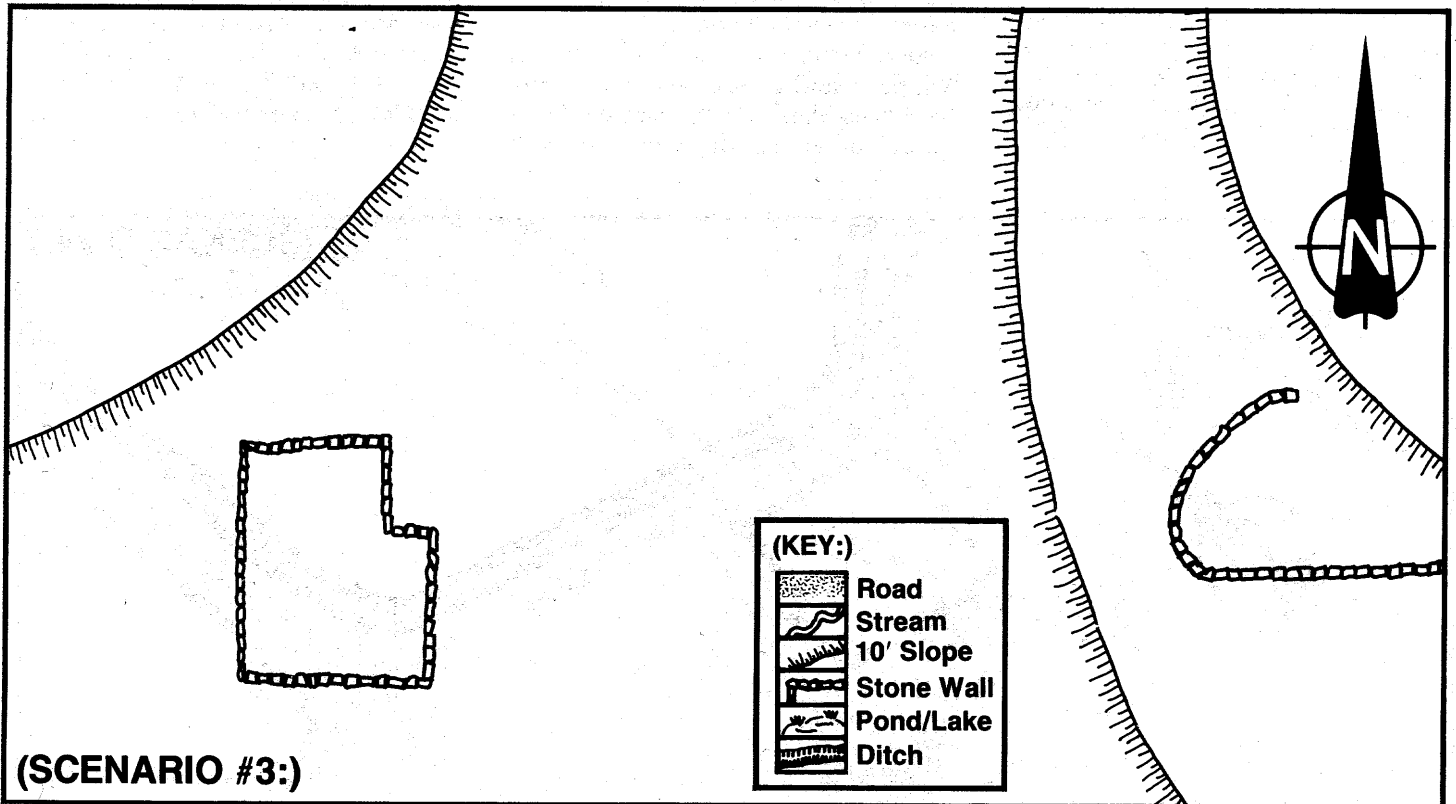 N
(KEY:)
Road
Stream
10' Slope
Stone Wall
Pond/Lake
Ditch
(SCENARIO #3:)